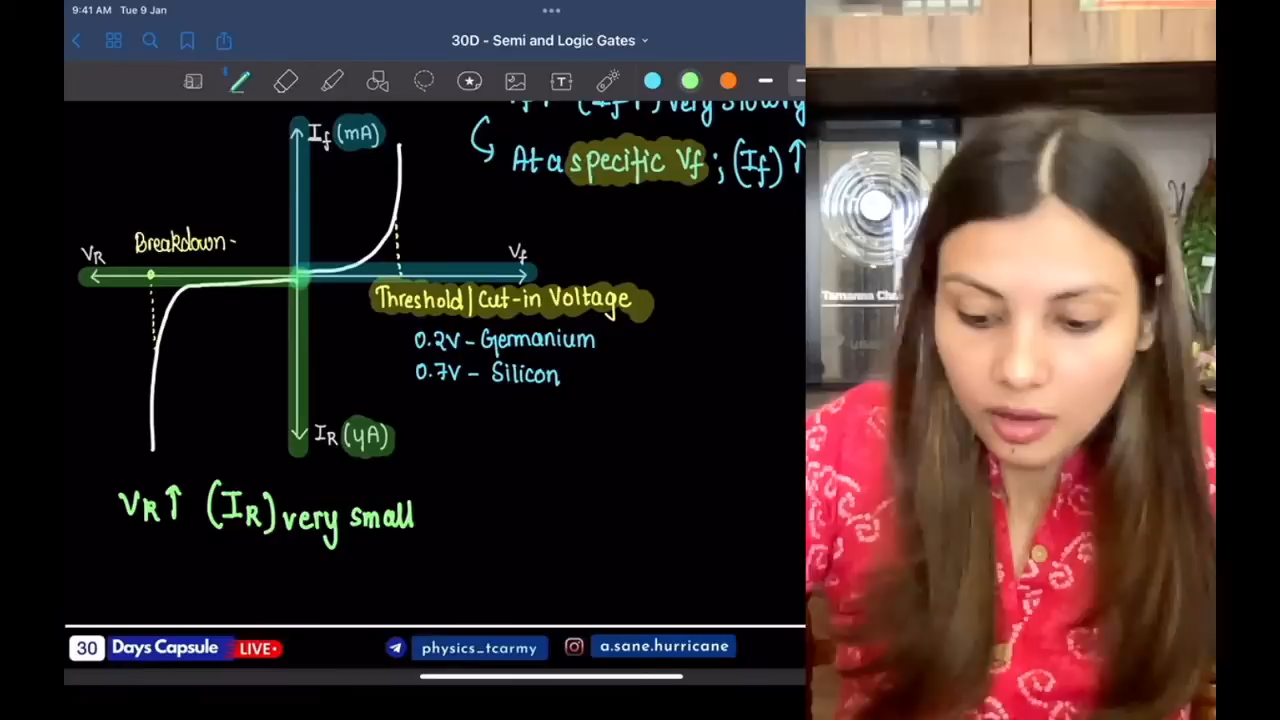 9:41 AM Tue 9 Jan
30D - Semi and Logic Gates
very slowly
At a specific Vf ; (If) ↑
If (mA)
Breakdown-
VR
Vf
Threshold | Cut-in Voltage
0.2V - Germanium
0.7V - Silicon
IR (μA)
VR ↑ (IR) very small
30 Days Capsule LIVE
physics_tcarmy
a.sane.hurricane